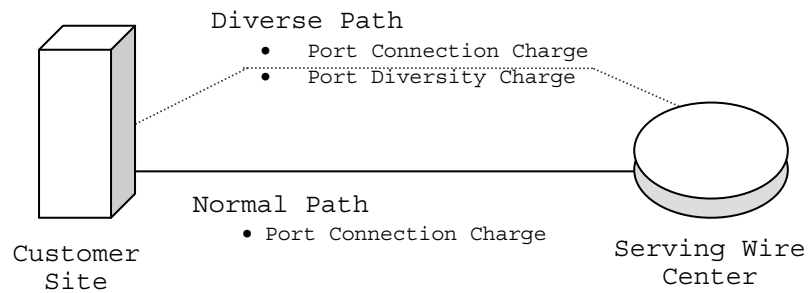 Diverse Path
• Port Connection Charge
• Port Diversity Charge
Normal Path
• Port Connection Charge
Customer
Site
Serving Wire
Center